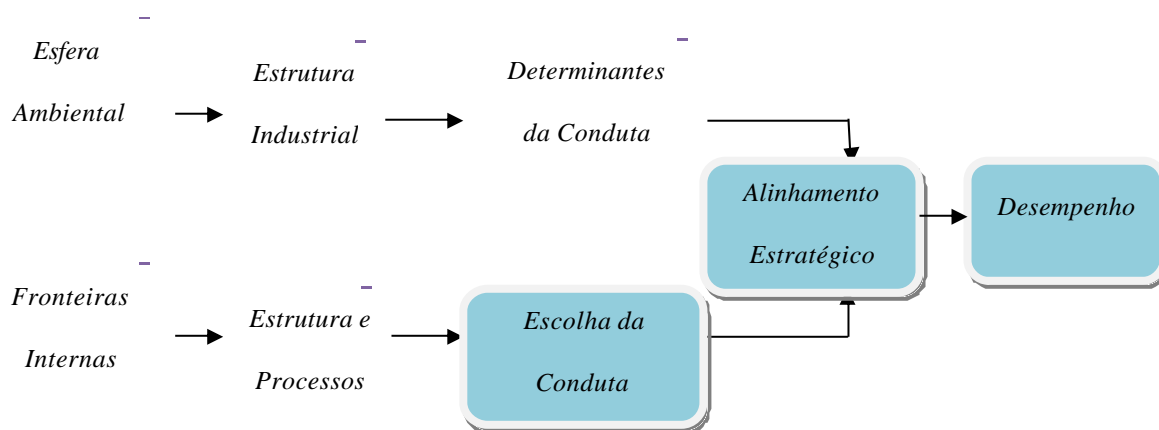 Esfera
Ambiental
Estrutura
Industrial
Determinantes
da Conduta
Alinhamento
Estratégico
Desempenho
Fronteiras
Internas
Estrutura e
Processos
Escolha da
Conduta